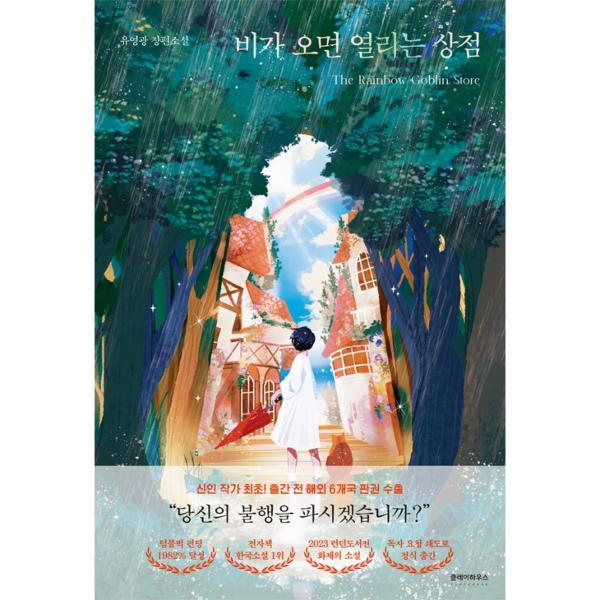 유영광 장편소설
비가 오면 열리는 상점
The Rainbow Goblin Store
신인 작가 최초! 출간 전 해외 6개국 판권 수출
“당신의 불행을 파시겠습니까?”
텀블벅 펀딩
1982% 달성
전자책
한국소설 1위
2023 런던도서전
화제의 소설
독자 요청 쇄도로
정식 출간
클레이하우스